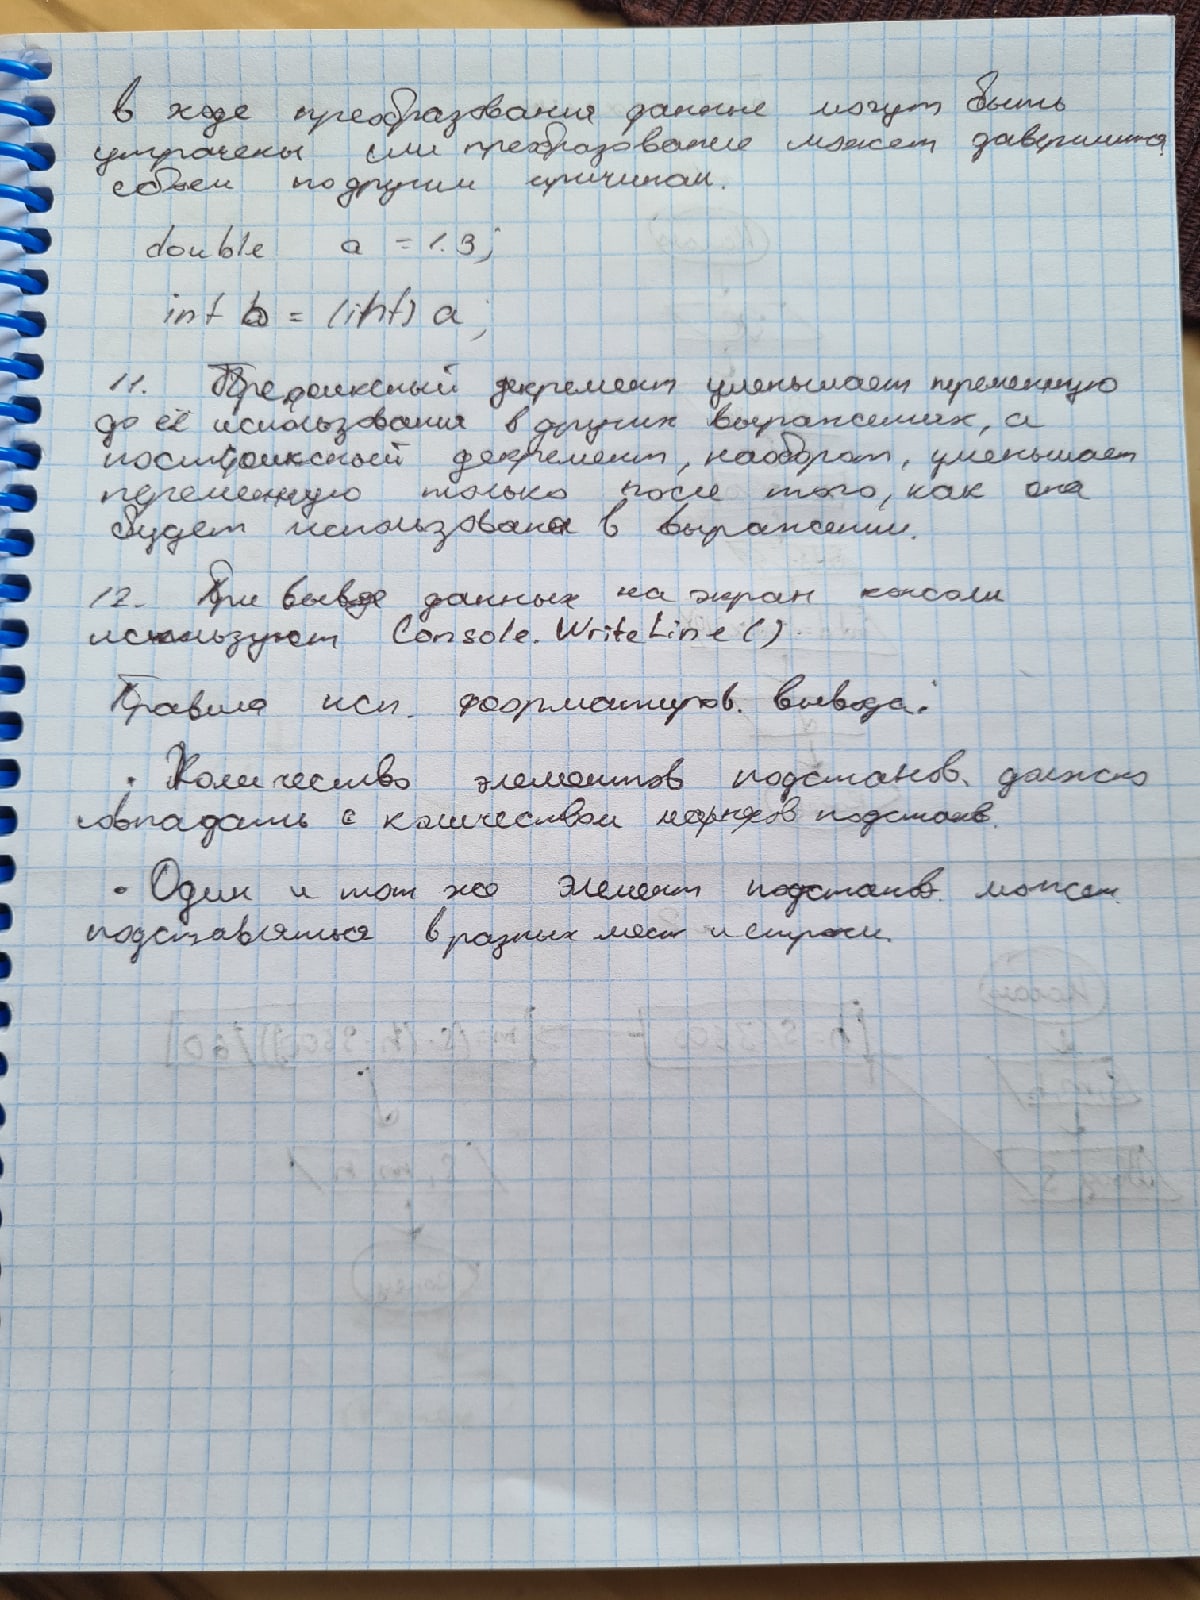 в ходе преобразования данные могут быть
утрачены или преобразование может завершиться
сбоем по другим причинам.
double a = 1.3;
int b = (int) a;
11. Префиксный декремент уменьшает переменную
до её использования в других выражениях, а
постфиксный декремент, наоборот, уменьшает
переменную только после того, как она
будет использована в выражении.
12. При выводе данных на экран консоли
используют Console.WriteLine()
Правила исп. форматиров. вывода:
• Количество элементов подстанов. должно
совпадать с количеством маркеров подстанов.
• Один и тот же элемент подстанов. может
подставляться в разных мест и строки.